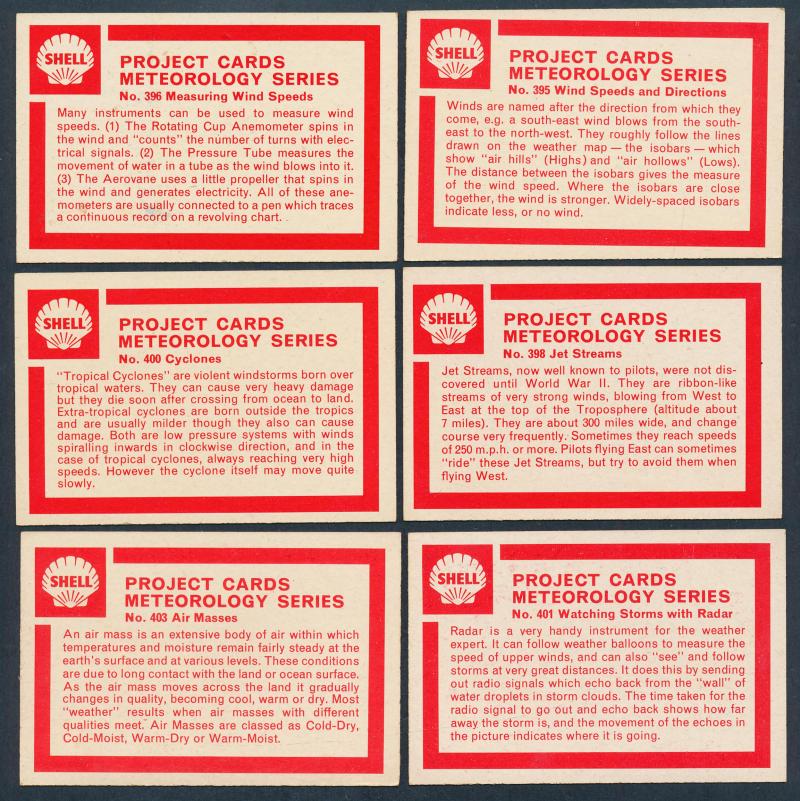 SHELL
PROJECT CARDS
METEOROLOGY SERIES
No. 396 Measuring Wind Speeds
Many instruments can be used to measure wind
speeds. (1) The Rotating Cup Anemometer spins in
the wind and "counts" the number of turns with elec-
trical signals. (2) The Pressure Tube measures the
movement of water in a tube as the wind blows into it.
(3) The Aerovane uses a little propeller that spins in
the wind and generates electricity. All of these ane-
mometers are usually connected to a pen which traces
a continuous record on a revolving chart.
SHELL
PROJECT CARDS
METEOROLOGY SERIES
No. 395 Wind Speeds and Directions
Winds are named after the direction from which they
come, e.g. a south-east wind blows from the south-
east to the north-west. They roughly follow the lines
drawn on the weather map — the isobars — which
show "air hills" (Highs) and "air hollows" (Lows).
The distance between the isobars gives the measure
of the wind speed. Where the isobars are close
together, the wind is stronger. Widely-spaced isobars
indicate less, or no wind.
SHELL
PROJECT CARDS
METEOROLOGY SERIES
No. 400 Cyclones
"Tropical Cyclones" are violent windstorms born over
tropical waters. They can cause very heavy damage
but they die soon after crossing from ocean to land.
Extra-tropical cyclones are born outside the tropics
and are usually milder though they also can cause
damage. Both are low pressure systems with winds
spiralling inwards in clockwise direction, and in the
case of tropical cyclones, always reaching very high
speeds. However the cyclone itself may move quite
slowly.
SHELL
PROJECT CARDS
METEOROLOGY SERIES
No. 398 Jet Streams
Jet Streams, now well known to pilots, were not dis-
covered until World War II. They are ribbon-like
streams of very strong winds, blowing from West to
East at the top of the Troposphere (altitude about
7 miles). They are about 300 miles wide, and change
course very frequently. Sometimes they reach speeds
of 250 m.p.h. or more. Pilots flying East can sometimes
"ride" these Jet Streams, but try to avoid them when
flying West.
SHELL
PROJECT CARDS
METEOROLOGY SERIES
No. 403 Air Masses
An air mass is an extensive body of air within which
temperatures and moisture remain fairly steady at the
earth's surface and at various levels. These conditions
are due to long contact with the land or ocean surface.
As the air mass moves across the land it gradually
changes in quality, becoming cool, warm or dry. Most
"weather" results when air masses with different
qualities meet. Air Masses are classed as Cold-Dry,
Cold-Moist, Warm-Dry or Warm-Moist.
SHELL
PROJECT CARDS
METEOROLOGY SERIES
No. 401 Watching Storms with Radar
Radar is a very handy instrument for the weather
expert. It can follow weather balloons to measure the
speed of upper winds, and can also "see" and follow
storms at very great distances. It does this by sending
out radio signals which echo back from the "wall" of
water droplets in storm clouds. The time taken for the
radio signal to go out and echo back shows how far
away the storm is, and the movement of the echoes in
the picture indicates where it is going.